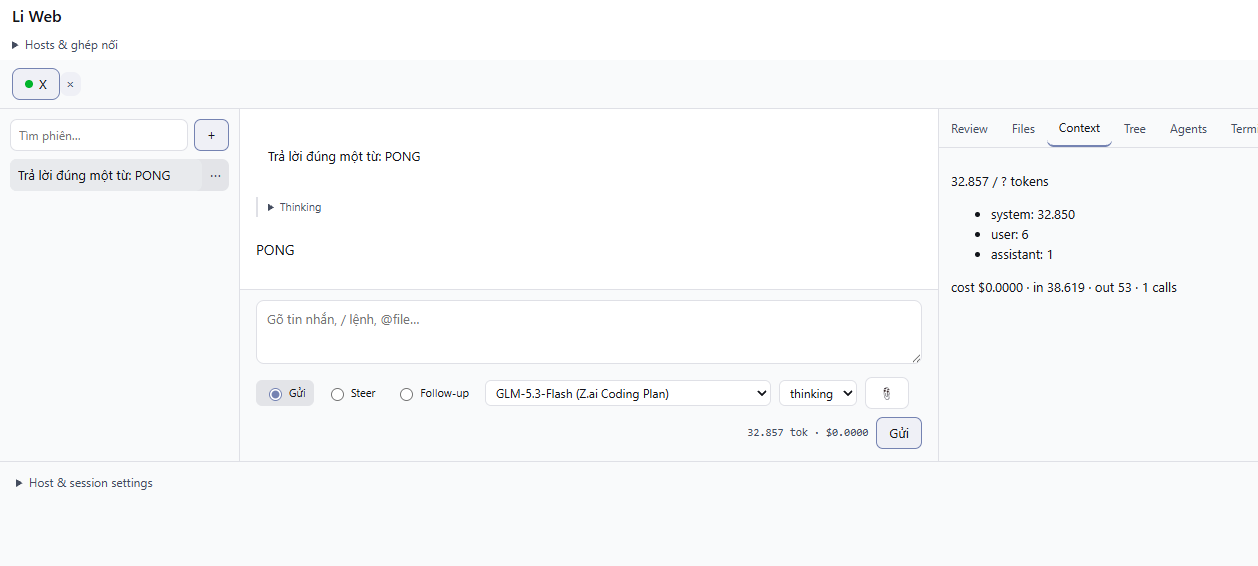 Li Web
Hosts & ghép nối
X ×
Tìm phiên... +
Trả lời đúng một từ: PONG ...
Trả lời đúng một từ: PONG
Thinking
PONG
Gõ tin nhắn, / lệnh, @file...
Gửi Steer Follow-up GLM-5.3-Flash (Z.ai Coding Plan) thinking
32.857 tok · $0.0000 Gửi
Review Files Context Tree Agents Term
32.857 / ? tokens
system: 32.850
user: 6
assistant: 1
cost $0.0000 · in 38.619 · out 53 · 1 calls
Host & session settings